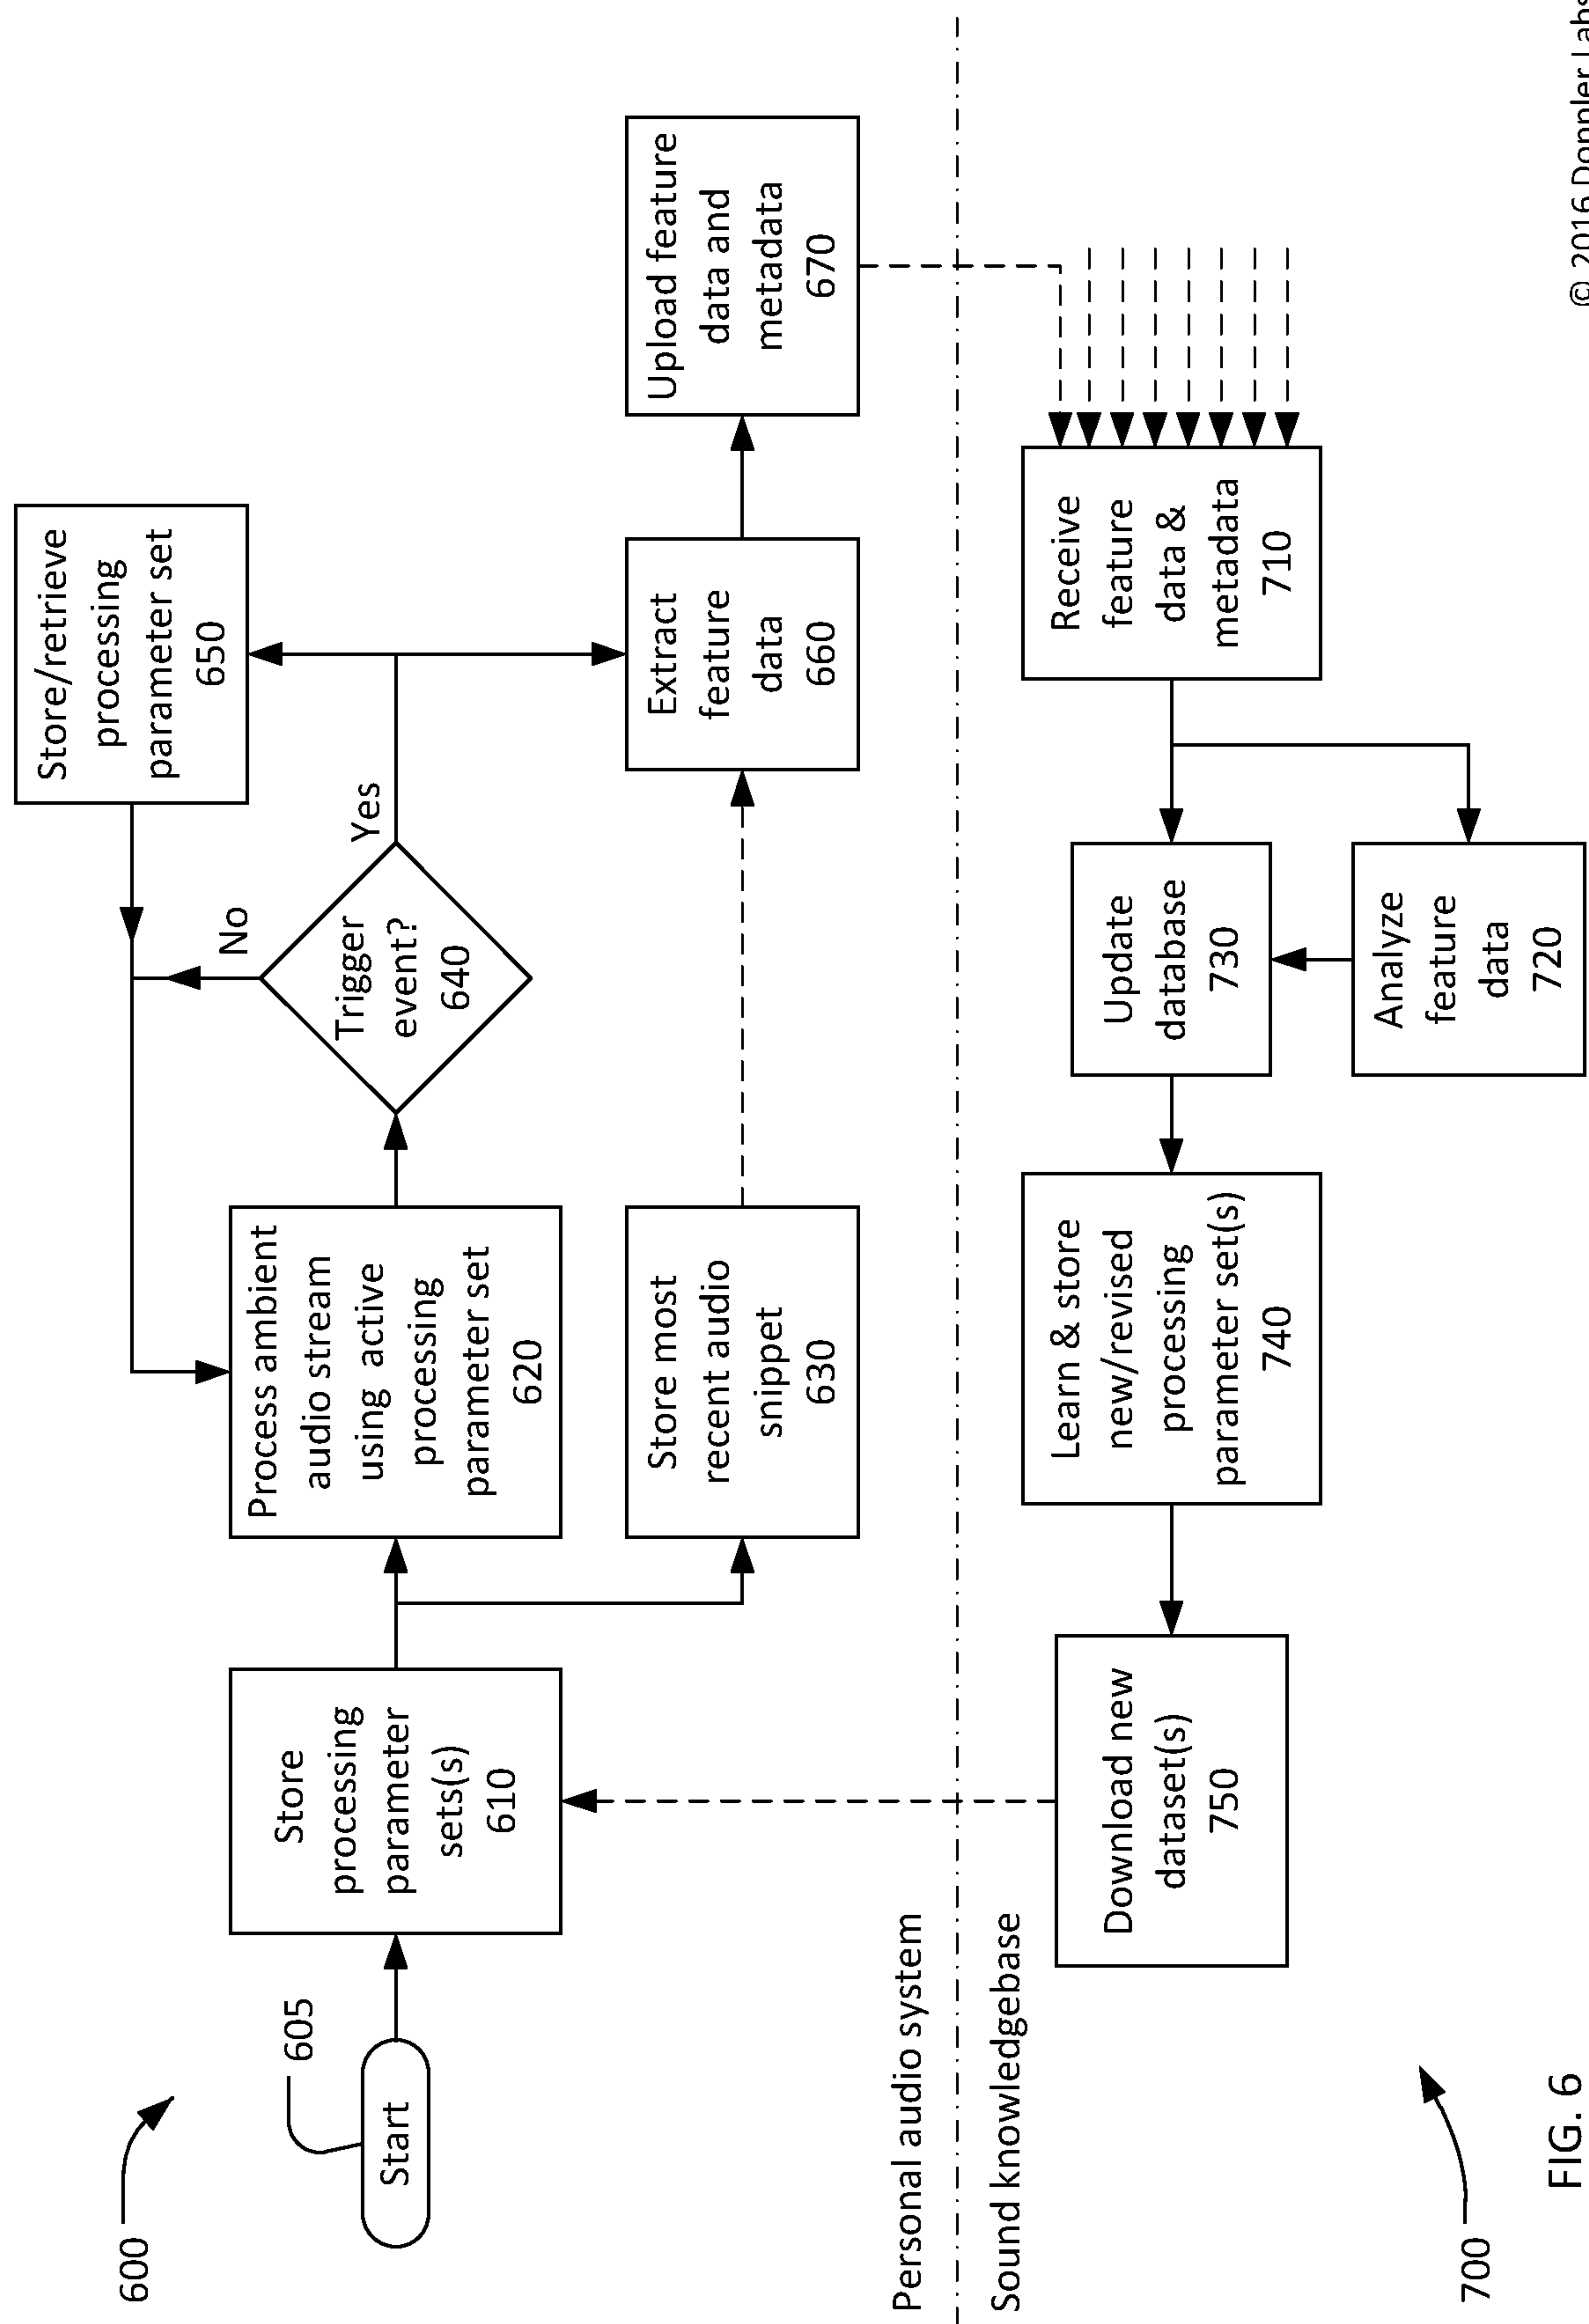 600
605
Start
Store
processing
parameter
sets(s)
610
Process ambient
audio stream
using active
processing
parameter set
620
Store most
recent audio
snippet
630
Trigger
event?
640
No
Yes
Store/retrieve
processing
parameter set
650
Extract
feature
data
660
Upload feature
data and
metadata
670
Personal audio system
Sound knowledgebase
Download new
dataset(s)
750
Learn & store
new/revised
processing
parameter set(s)
740
Update
database
730
Analyze
feature
data
720
Receive
feature
data &
metadata
710
700
FIG. 6
© 2016 Doppler Labs